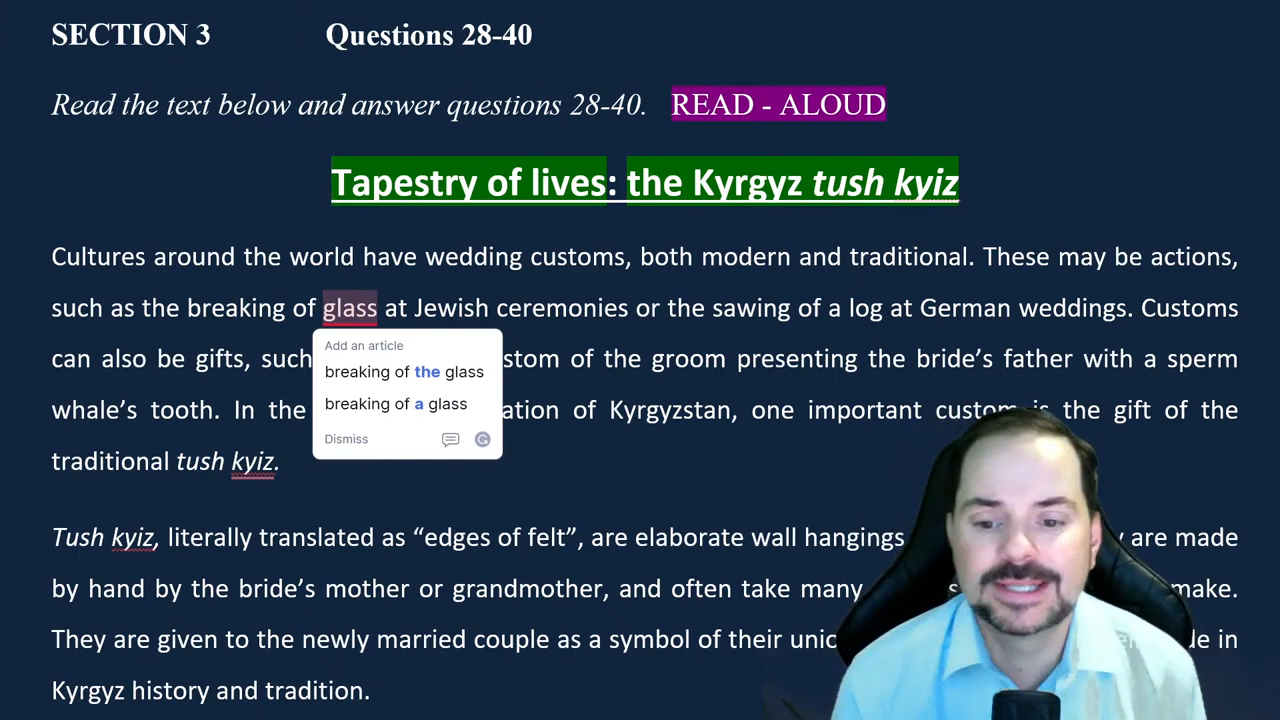 SECTION 3 Questions 28-40
Read the text below and answer questions 28-40. READ - ALOUD
Tapestry of lives: the Kyrgyz tush kyiz
Cultures around the world have wedding customs, both modern and traditional. These may be actions,
such as the breaking of glass at Jewish ceremonies or the sawing of a log at German weddings. Customs
can also be gifts, such stom of the groom presenting the bride’s father with a sperm
whale’s tooth. In the ation of Kyrgyzstan, one important custom is the gift of the
traditional tush kyiz.
Add an article
breaking of the glass
breaking of a glass
Dismiss
Tush kyiz, literally translated as “edges of felt”, are elaborate wall hangings are made
by hand by the bride’s mother or grandmother, and often take many make.
They are given to the newly married couple as a symbol of their in
Kyrgyz history and tradition.